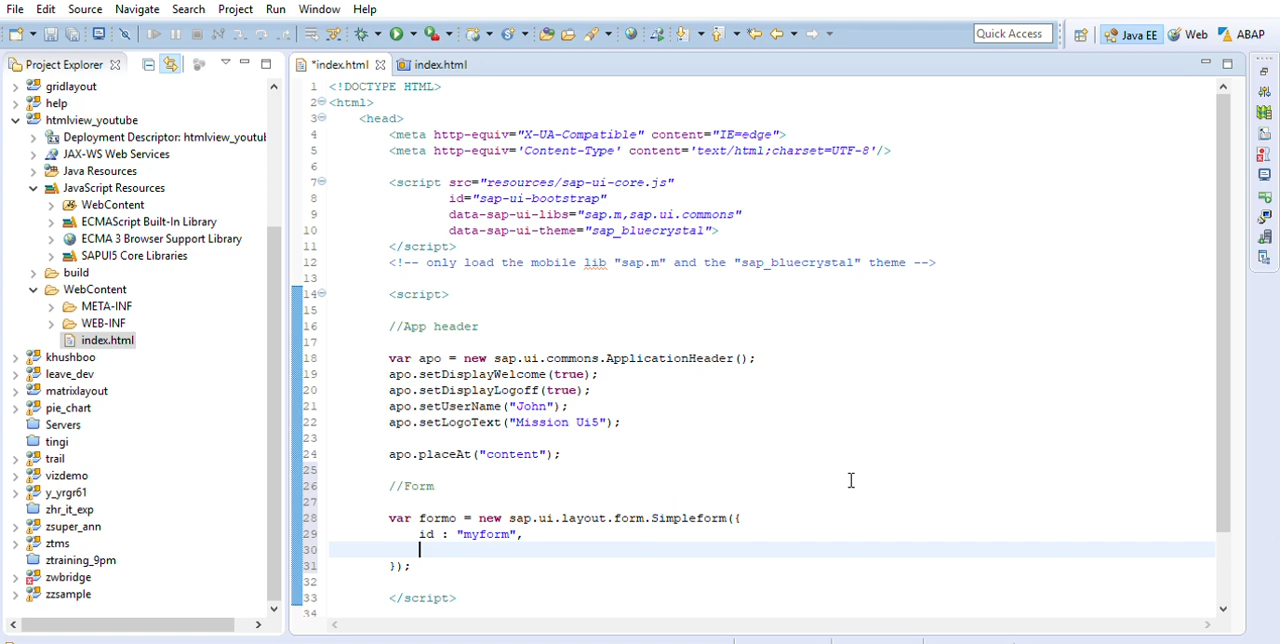 File Edit Source Navigate Search Project Run Window Help
Quick Access
Java EE
Web
ABAP
Project Explorer
*index.html
index.html
gridlayout
help
htmlview_youtube
Deployment Descriptor: htmlview_youtul
JAX-WS Web Services
Java Resources
JavaScript Resources
WebContent
ECMAScript Built-In Library
ECMA 3 Browser Support Library
SAPUI5 Core Libraries
build
WebContent
META-INF
WEB-INF
index.html
khushboo
leave_dev
matrixlayout
pie_chart
Servers
tingi
trail
vizdemo
y_yrgr61
zhr_it_exp
zsuper_ann
ztms
ztraining_9pm
zwbridge
zzsample
1 <!DOCTYPE HTML>
2 <html>
3 <head>
4 <meta http-equiv="X-UA-Compatible" content="IE=edge">
5 <meta http-equiv='Content-Type' content='text/html;charset=UTF-8'/>
6
7 <script src="resources/sap-ui-core.js"
8 id="sap-ui-bootstrap"
9 data-sap-ui-libs="sap.m,sap.ui.commons"
10 data-sap-ui-theme="sap_bluecrystal">
11 </script>
12 <!-- only load the mobile lib "sap.m" and the "sap_bluecrystal" theme -->
13
14 <script>
15
16 //App header
17
18 var apo = new sap.ui.commons.ApplicationHeader();
19 apo.setDisplayWelcome(true);
20 apo.setDisplayLogoff(true);
21 apo.setUserName("John");
22 apo.setLogoText("Mission Ui5");
23
24 apo.placeAt("content");
25
26 //Form
27
28 var formo = new sap.ui.layout.form.Simpleform({
29 id : "myform",
30
31 });
32
33 </script>
34